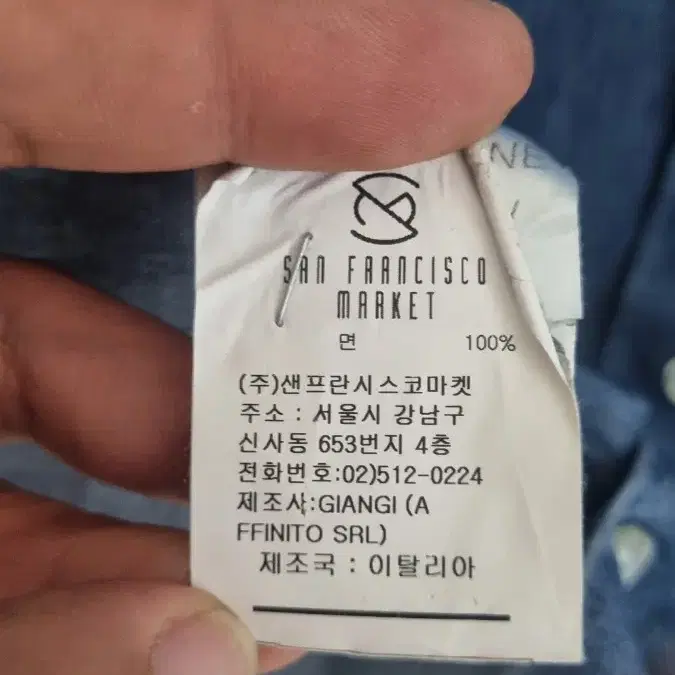 NE
SAN FRANCISCO
MARKET
면 100%
(주)샌프란시스코마켓
주소 : 서울시 강남구
신사동 653번지 4층
전화번호:02)512-0224
제조사:GIANGI (A
FFINITO SRL)
제조국 : 이탈리아